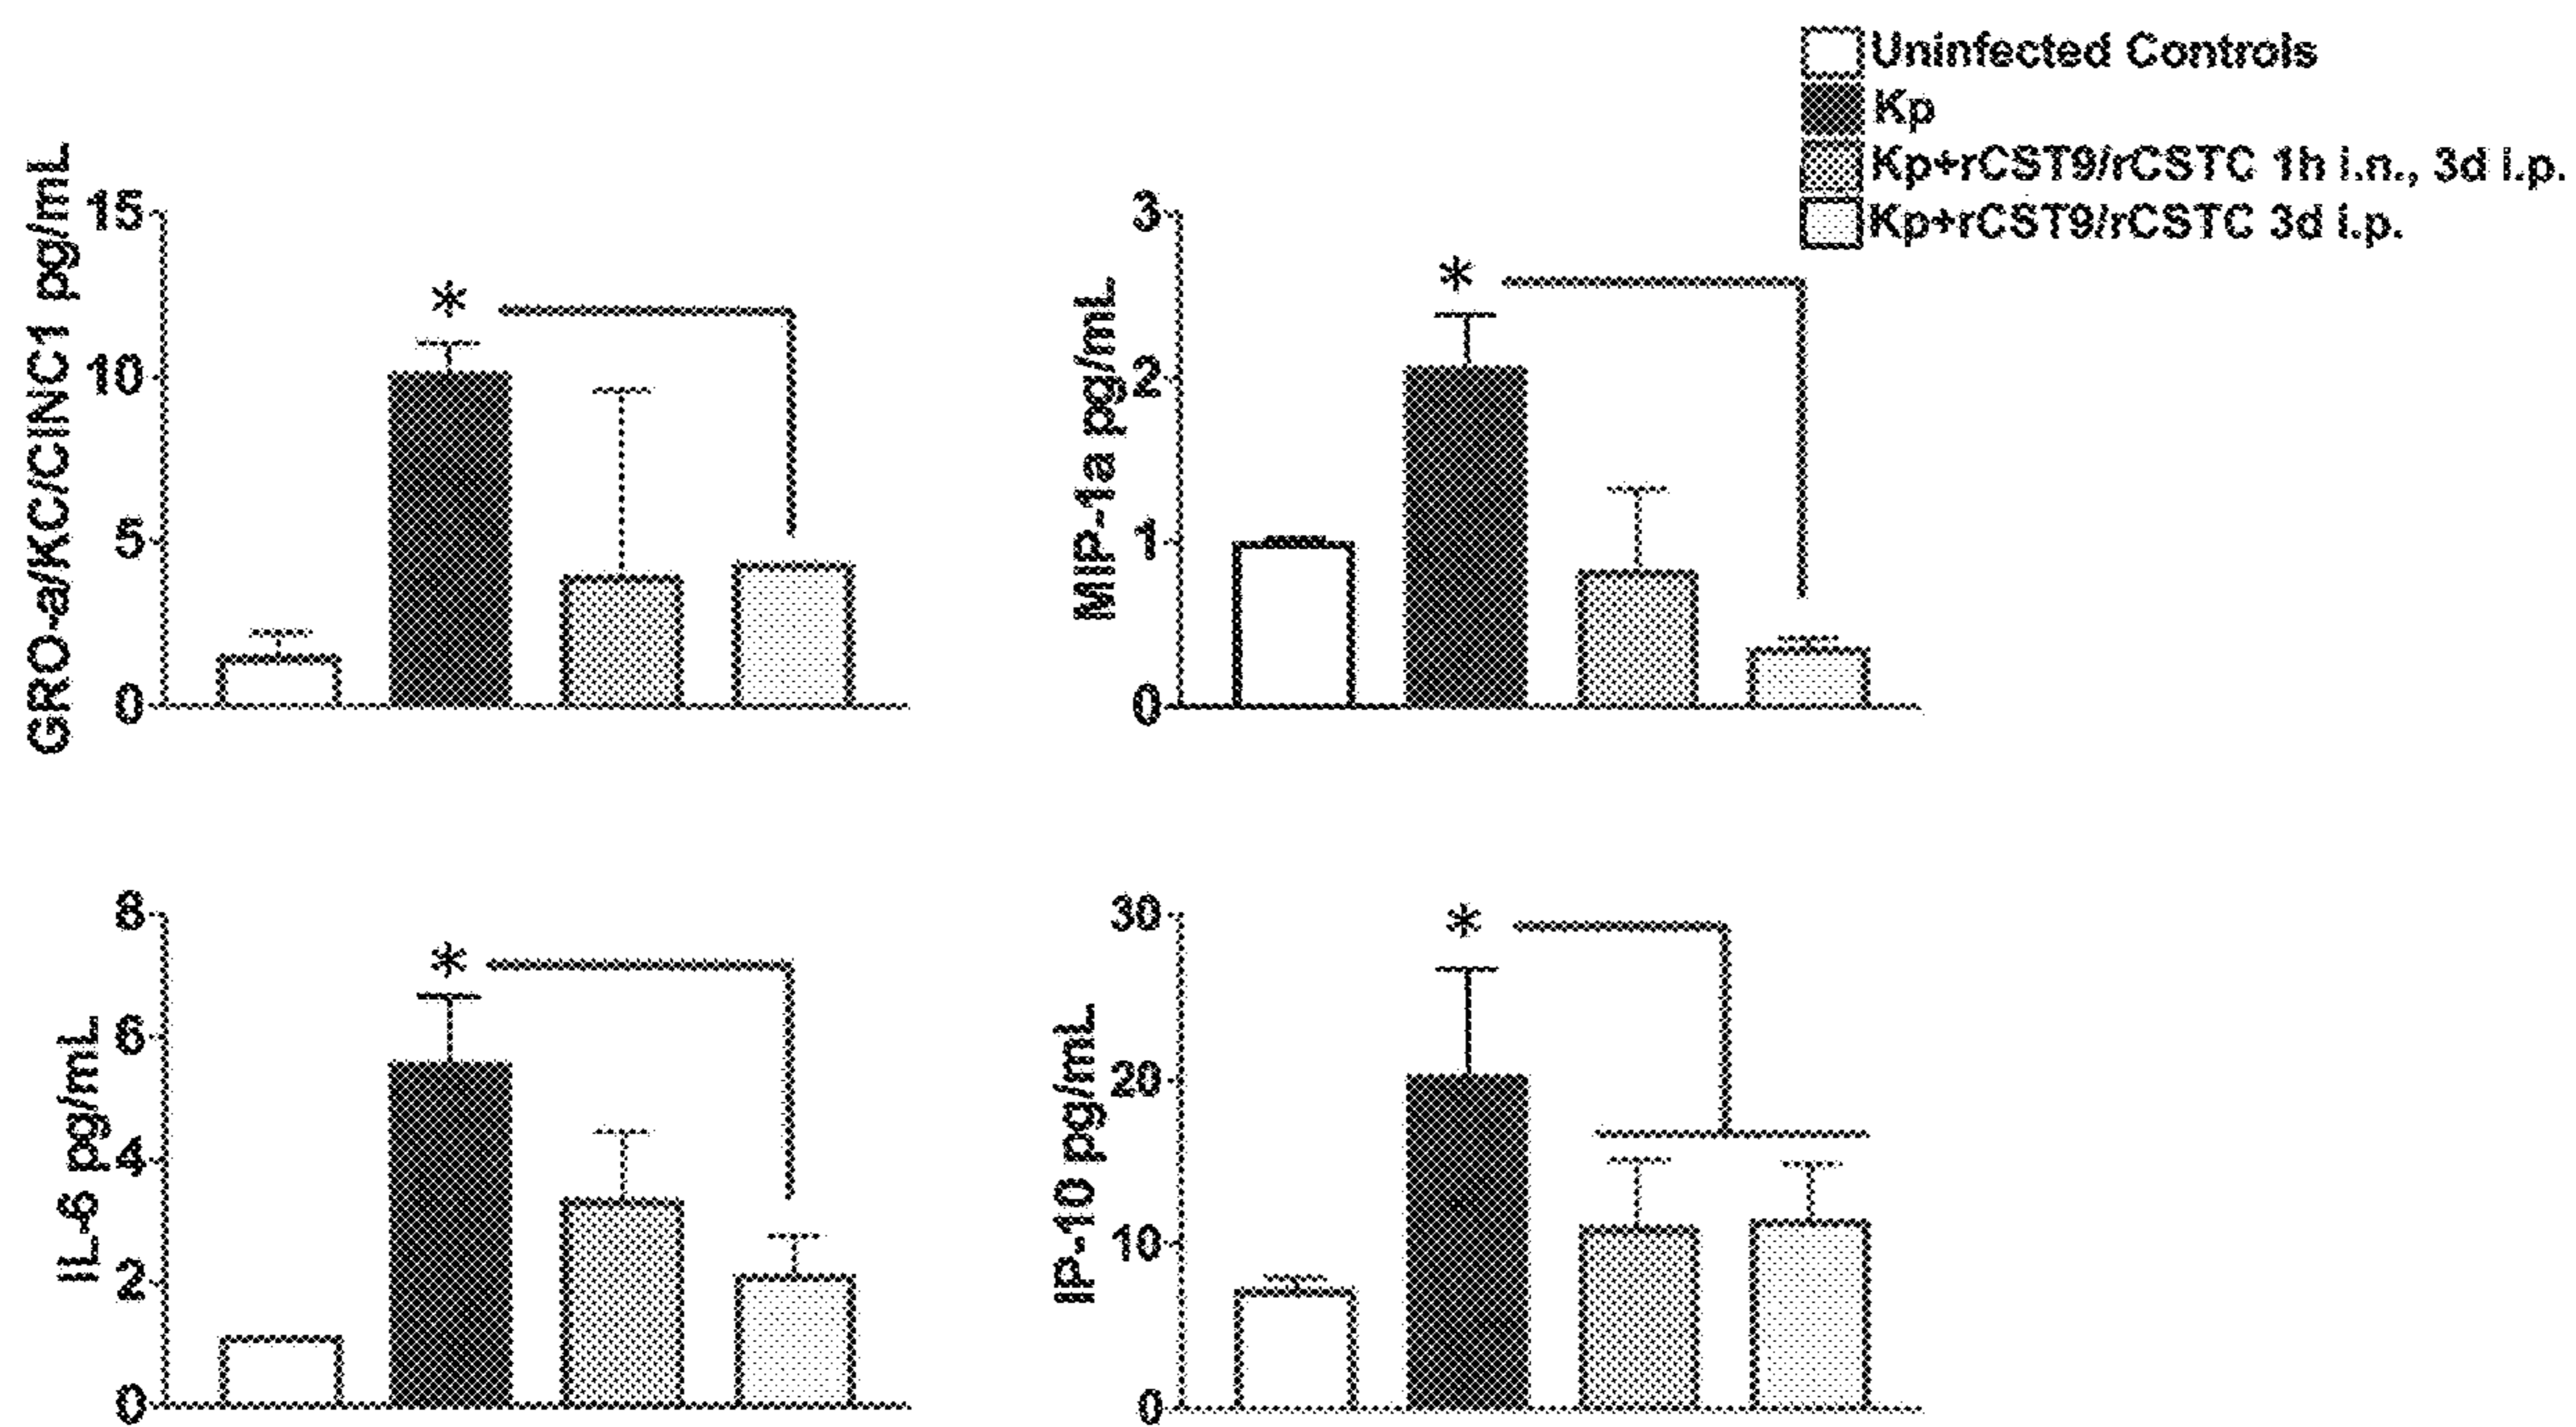 Uninfected Controls
Kp
Kp+rCST9/rCSTC 1h i.n., 3d i.p.
Kp+rCST9/rCSTC 3d i.p.
GRO-a/KC/CINC1 pg/mL
15
10
5
0
*
MIP-1a pg/mL
3
2
1
0
*
IL-6 pg/mL
8
6
4
2
0
*
IP-10 pg/mL
30
20
10
0
*